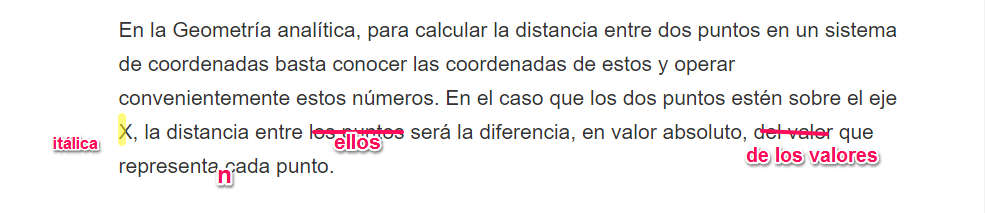 En la Geometría analítica, para calcular la distancia entre dos puntos en un sistema
de coordenadas basta conocer las coordenadas de estos y operar
convenientemente estos números. En el caso que los dos puntos estén sobre el eje
X, la distancia entre los puntos será la diferencia, en valor absoluto, del valor que
itálica
ellos
de los valores
representa cada punto.
n